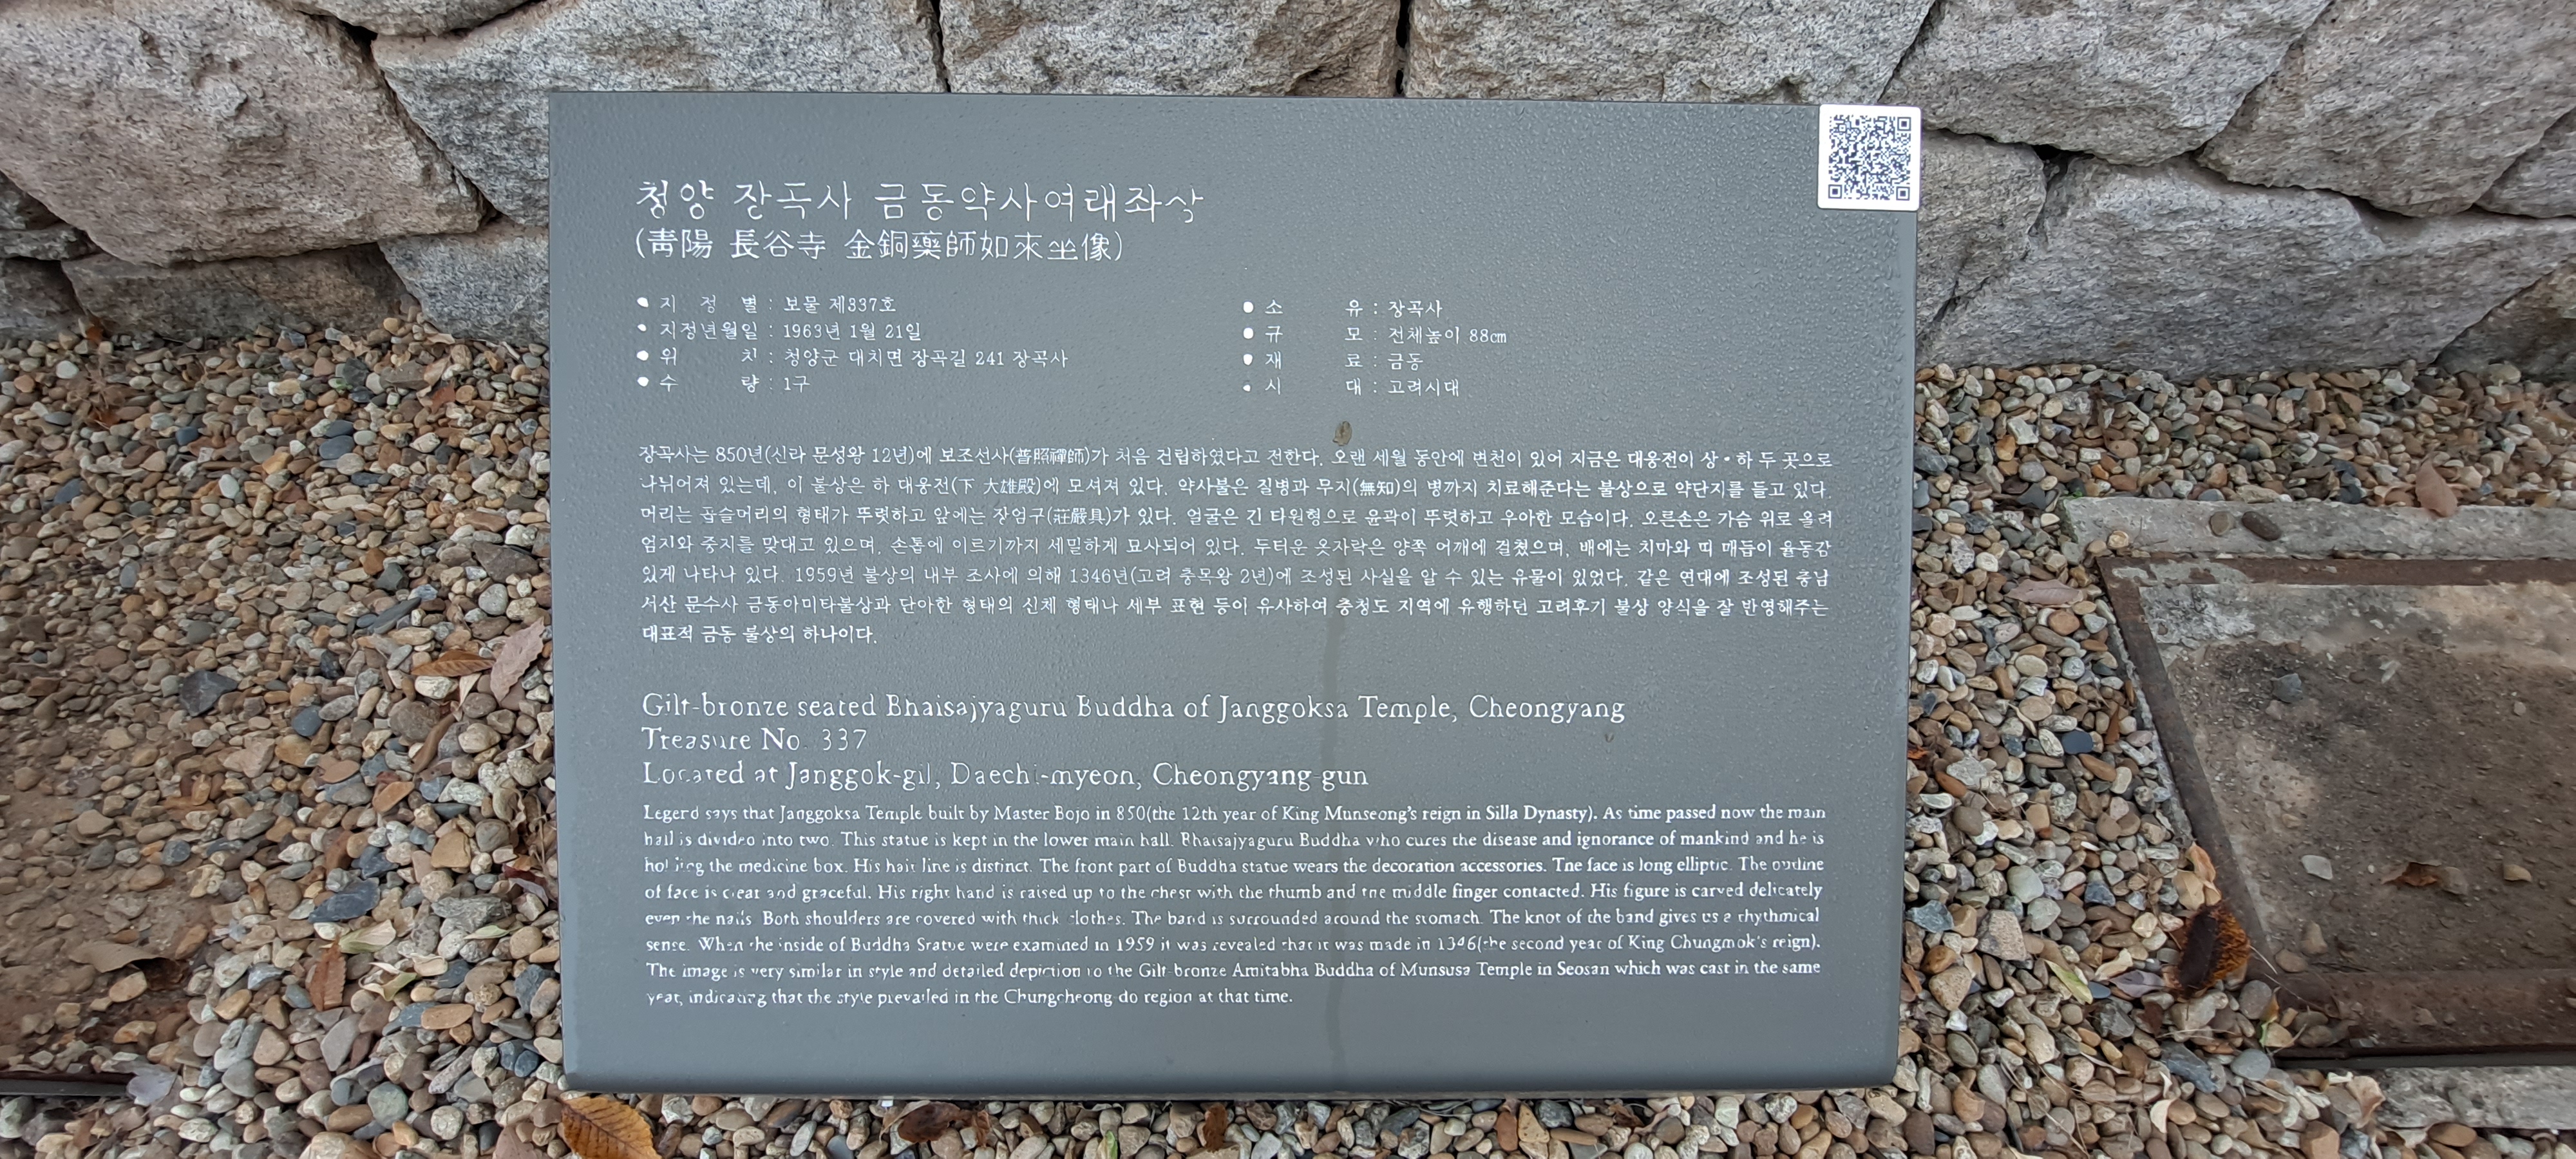 청양 장곡사 금동약사여래좌상
(靑陽 長谷寺 金銅藥師如來坐像)
• 지 정 별 : 보물 제337호
• 지정년월일 : 1963년 1월 21일
• 위 치 : 청양군 대치면 장곡길 241 장곡사
• 수 량 : 1구
• 소 유 : 장곡사
• 규 모 : 전체높이 88cm
• 재 료 : 금동
• 시 대 : 고려시대
장곡사는 850년(신라 문성왕 12년)에 보조선사(普照禪師)가 처음 건립하였다고 전한다. 오랜 세월 동안에 변천이 있어 지금은 대웅전이 상·하 두 곳으로
나뉘어져 있는데, 이 불상은 하 대웅전(下 大雄殿)에 모셔져 있다. 약사불은 질병과 무지(無知)의 병까지 치료해준다는 불상으로 약단지를 들고 있다.
머리는 곱슬머리의 형태가 뚜렷하고 앞에는 장엄구(莊嚴具)가 있다. 얼굴은 긴 타원형으로 윤곽이 뚜렷하고 우아한 모습이다. 오른손은 가슴 위로 올려
엄지와 중지를 맞대고 있으며, 손톱에 이르기까지 세밀하게 묘사되어 있다. 두터운 옷자락은 양쪽 어깨에 걸쳤으며, 배에는 치마와 띠 매듭이 율동감
있게 나타나 있다. 1959년 불상의 내부 조사에 의해 1346년(고려 충목왕 2년)에 조성된 사실을 알 수 있는 유물이 있었다. 같은 연대에 조성된 충남
서산 문수사 금동아미타불상과 단아한 형태의 신체 형태나 세부 표현 등이 유사하여 충청도 지역에 유행하던 고려후기 불상 양식을 잘 반영해주는
대표적 금동 불상의 하나이다.
Gilt-bronze seated Bhaisajyaguru Buddha of Janggoksa Temple, Cheongyang
Treasure No. 337
Located at Janggok-gil, Daechi-myeon, Cheongyang-gun
Legend says that Janggoksa Temple built by Master Bojo in 850(the 12th year of King Munseong's reign in Silla Dynasty). As time passed now the main
hall is divided into two. This statue is kept in the lower main hall. Bhaisajyaguru Buddha who cures the disease and ignorance of mankind and he is
holding the medicine box. His hair line is distinct. The front part of Buddha statue wears the decoration accessories. The face is long elliptic. The outline
of face is clear and graceful. His right hand is raised up to the chest with the thumb and the middle finger contacted. His figure is carved delicately
even the nails. Both shoulders are covered with thick clothes. The band is surrounded around the stomach. The knot of the band gives us a rhythmical
sense. When the inside of Buddha Statue were examined in 1959 it was revealed that it was made in 1346(the second year of King Chungmok's reign).
The image is very similar in style and detailed depiction to the Gilt-bronze Amitabha Buddha of Munsusa Temple in Seosan which was cast in the same
year, indicating that the style prevailed in the Chungcheong-do region at that time.